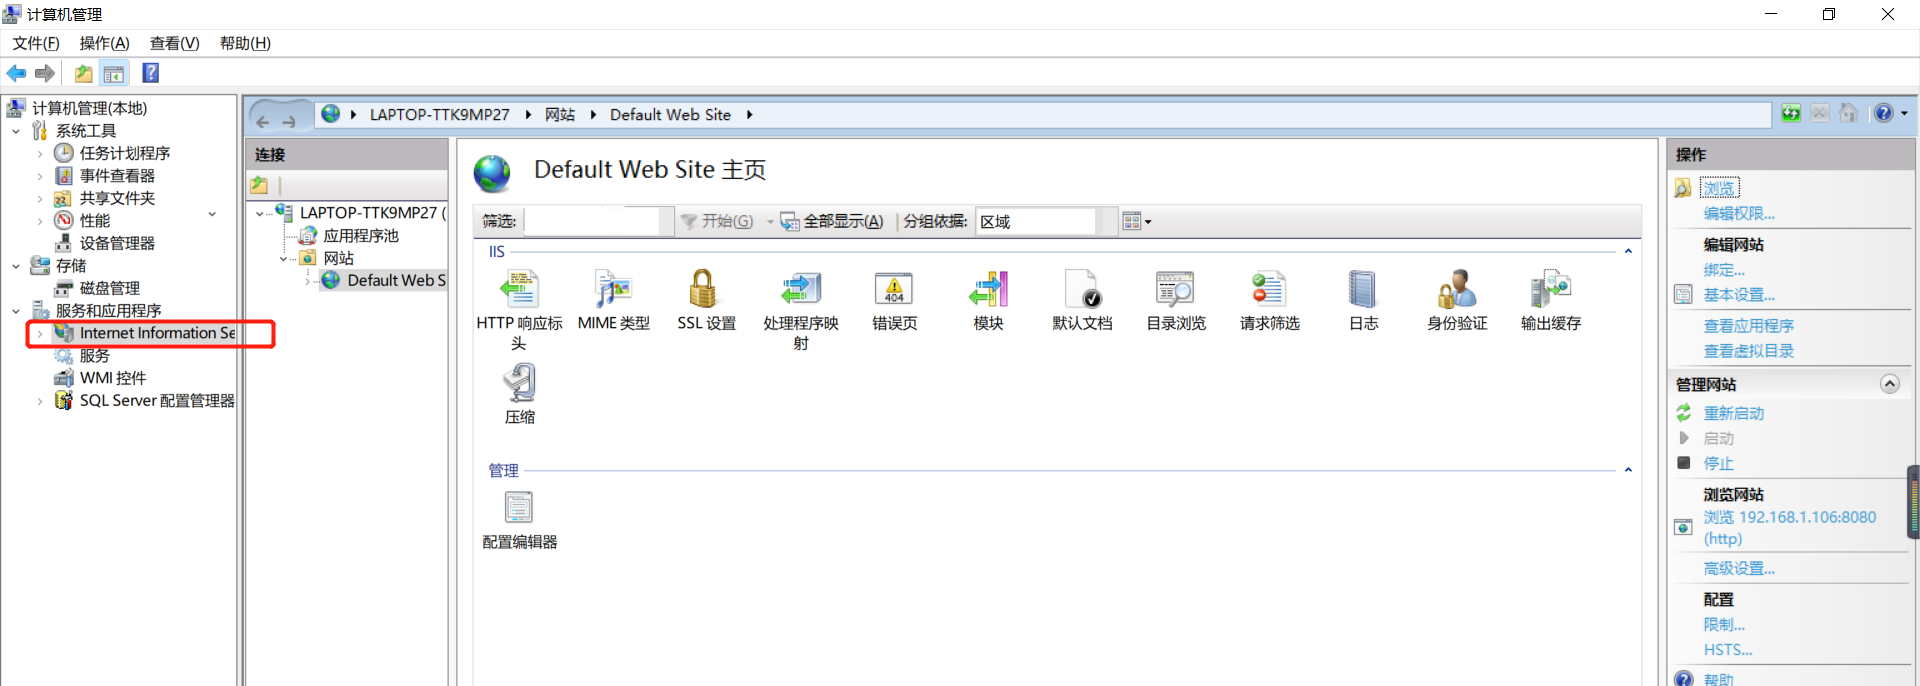 计算机管理
文件(F) 操作(A) 查看(V) 帮助(H)
计算机管理(本地)
系统工具
任务计划程序
事件查看器
共享文件夹
性能
设备管理器
存储
磁盘管理
服务和应用程序
Internet Information Se
服务
WMI 控件
SQL Server 配置管理器
LAPTOP-TTK9MP27 网站 Default Web Site
连接
LAPTOP-TTK9MP27 (
应用程序池
网站
Default Web S
Default Web Site 主页
筛选: 开始(G) 全部显示(A) 分组依据: 区域
IIS
HTTP 响应标头
MIME 类型
SSL 设置
处理程序映射
404
错误页
模块
默认文档
目录浏览
请求筛选
日志
身份验证
输出缓存
压缩
管理
配置编辑器
操作
浏览
编辑权限...
编辑网站
绑定...
基本设置...
查看应用程序
查看虚拟目录
管理网站
重新启动
启动
停止
浏览网站
浏览 192.168.1.106:8080
(http)
高级设置...
配置
限制...
HSTS...
帮助